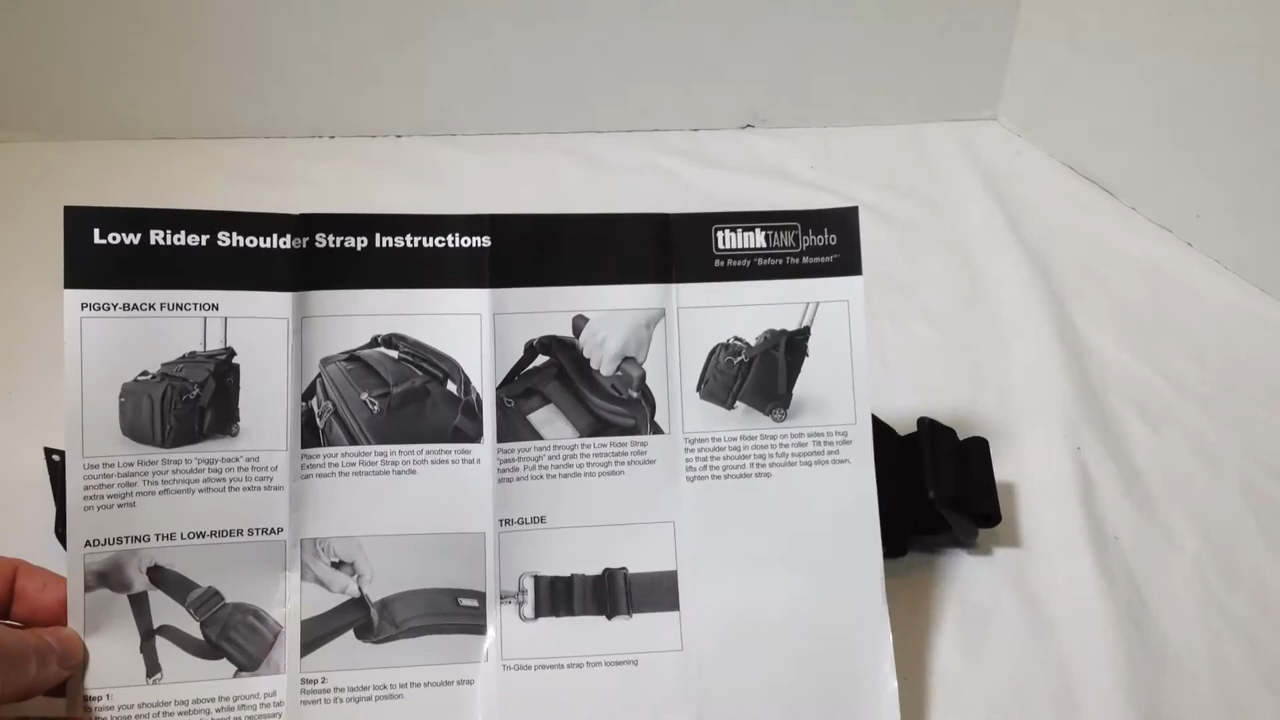 Low Rider Shoulder Strap Instructions
thinkTANK photo
Be Ready "Before The Moment"
PIGGY-BACK FUNCTION
Use the Low Rider Strap to "piggy-back" and
counter-balance your shoulder bag on the front of
another roller. This technique allows you to carry
extra weight more efficiently without the extra strain
on your wrist.
Place your shoulder bag in front of another roller.
Extend the Low Rider Strap on both sides so that it
can reach the retractable handle.
Place your hand through the Low Rider Strap
"pass-through" and grab the retractable roller
handle. Pull the handle up through the shoulder
strap and lock the handle into position.
Tighten the Low Rider Strap on both sides to hug
the shoulder bag in close to the roller. Tilt the roller
so that the shoulder bag is fully supported and
lifts off the ground. If the shoulder bag slips down,
tighten the shoulder strap.
ADJUSTING THE LOW-RIDER STRAP
Step 1:
To raise your shoulder bag above the ground, pull
the loose end of the webbing, while lifting the tab
hand as necessary
Step 2:
Release the ladder lock to let the shoulder strap
revert to it's original position.
TRI-GLIDE
Tri-Glide prevents strap from loosening